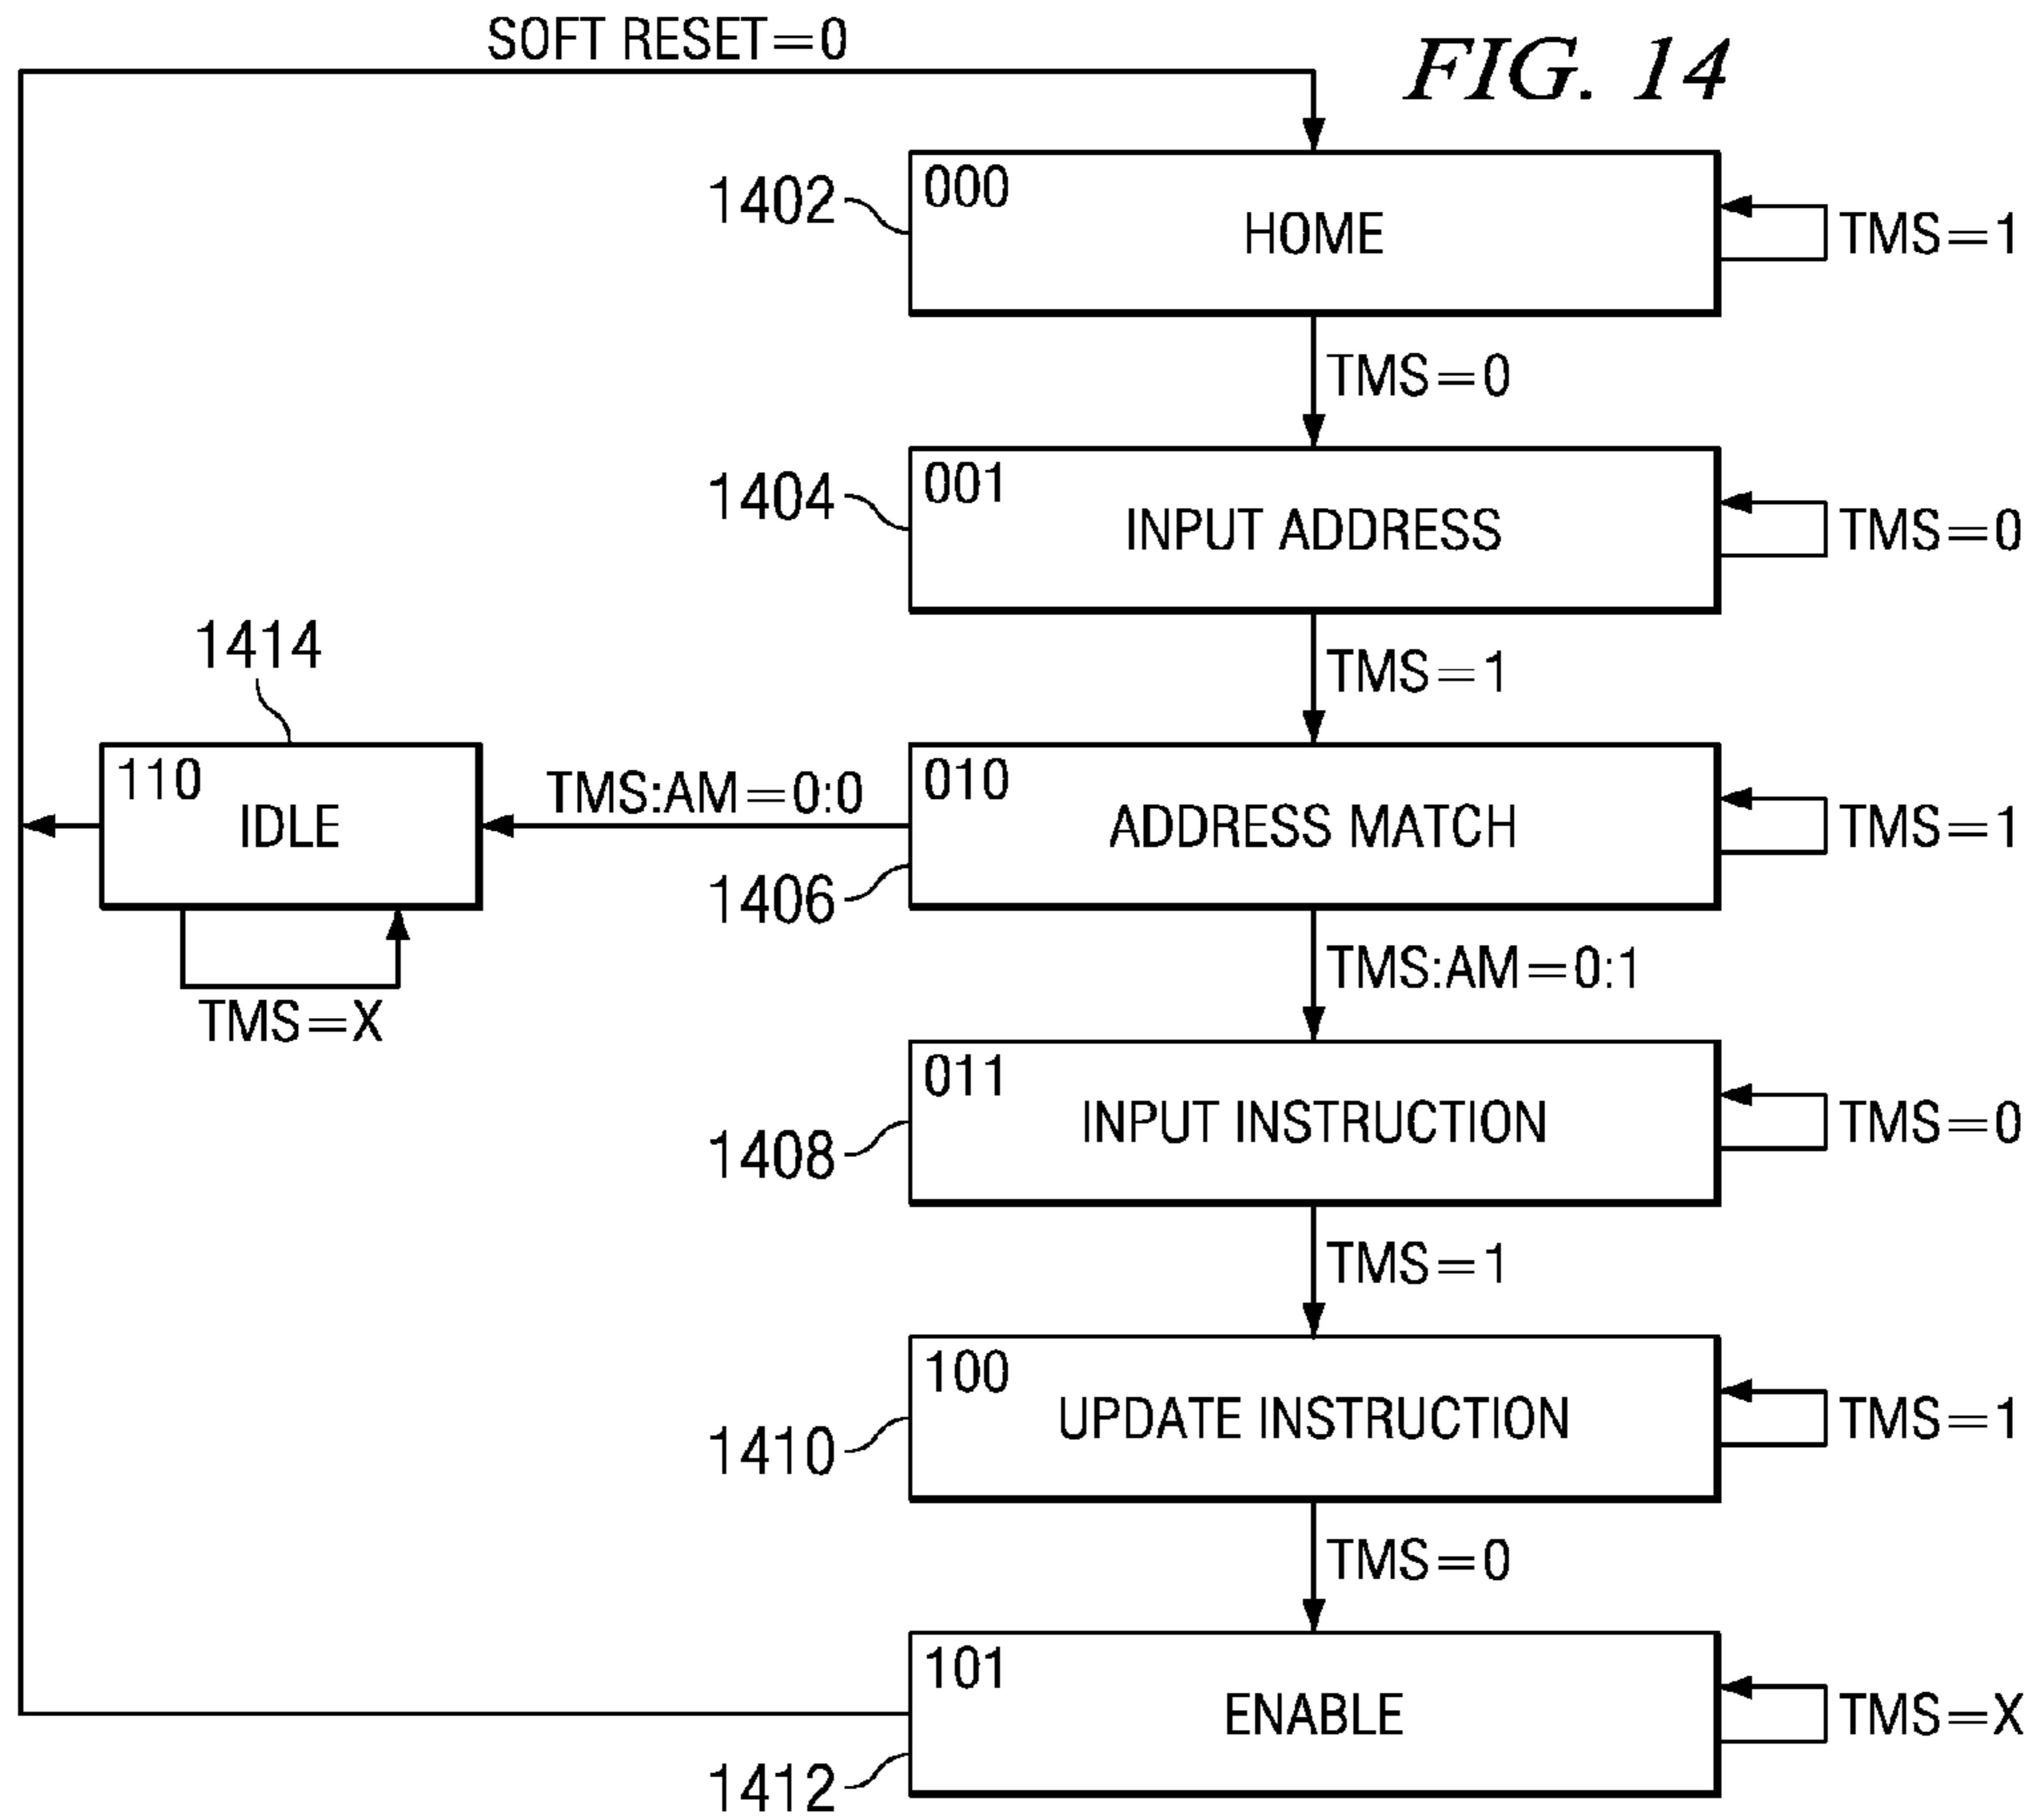 SOFT RESET=0
FIG. 14
1402
000
HOME
TMS=1
TMS=0
1404
001
INPUT ADDRESS
TMS=0
TMS=1
1414
110
IDLE
TMS=X
TMS:AM=0:0
1406
010
ADDRESS MATCH
TMS=1
TMS:AM=0:1
1408
011
INPUT INSTRUCTION
TMS=0
TMS=1
1410
100
UPDATE INSTRUCTION
TMS=1
TMS=0
1412
101
ENABLE
TMS=X